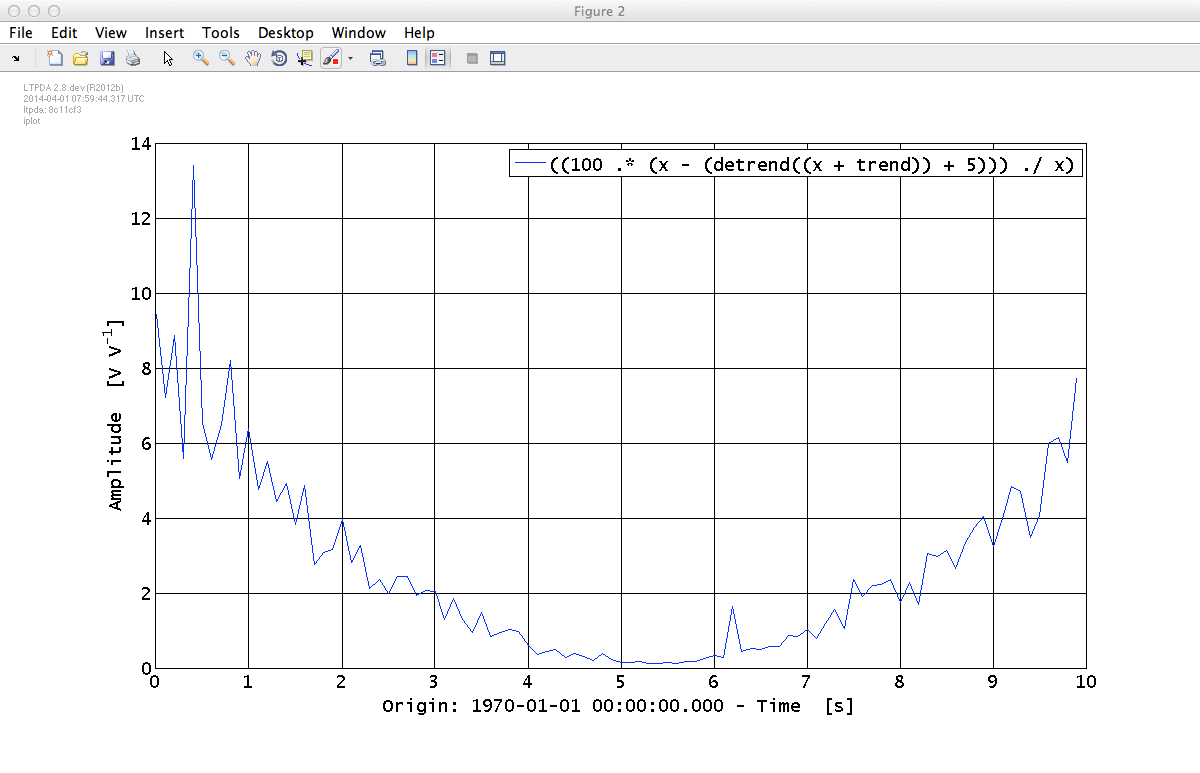 Figure 2
File Edit View Insert Tools Desktop Window Help
LTPDA 2.8.dev (R2012b)
2014-04-01 07:59:44.317 UTC
ltpda: 8c11cf3
iplot
((100 .* (x - (detrend((x + trend)) + 5))) ./ x)
14
12
10
8
6
4
2
0
Amplitude [V V⁻¹]
0 1 2 3 4 5 6 7 8 9 10
Origin: 1970-01-01 00:00:00.000 - Time [s]